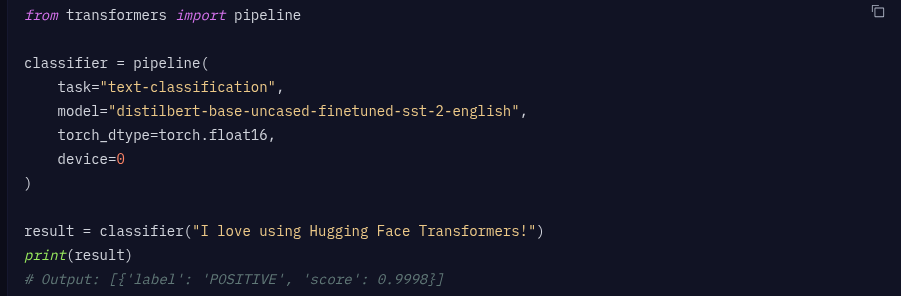 from transformers import pipeline

classifier = pipeline(
    task="text-classification",
    model="distilbert-base-uncased-finetuned-sst-2-english",
    torch_dtype=torch.float16,
    device=0
)

result = classifier("I love using Hugging Face Transformers!")
print(result)
# Output: [{'label': 'POSITIVE', 'score': 0.9998}]